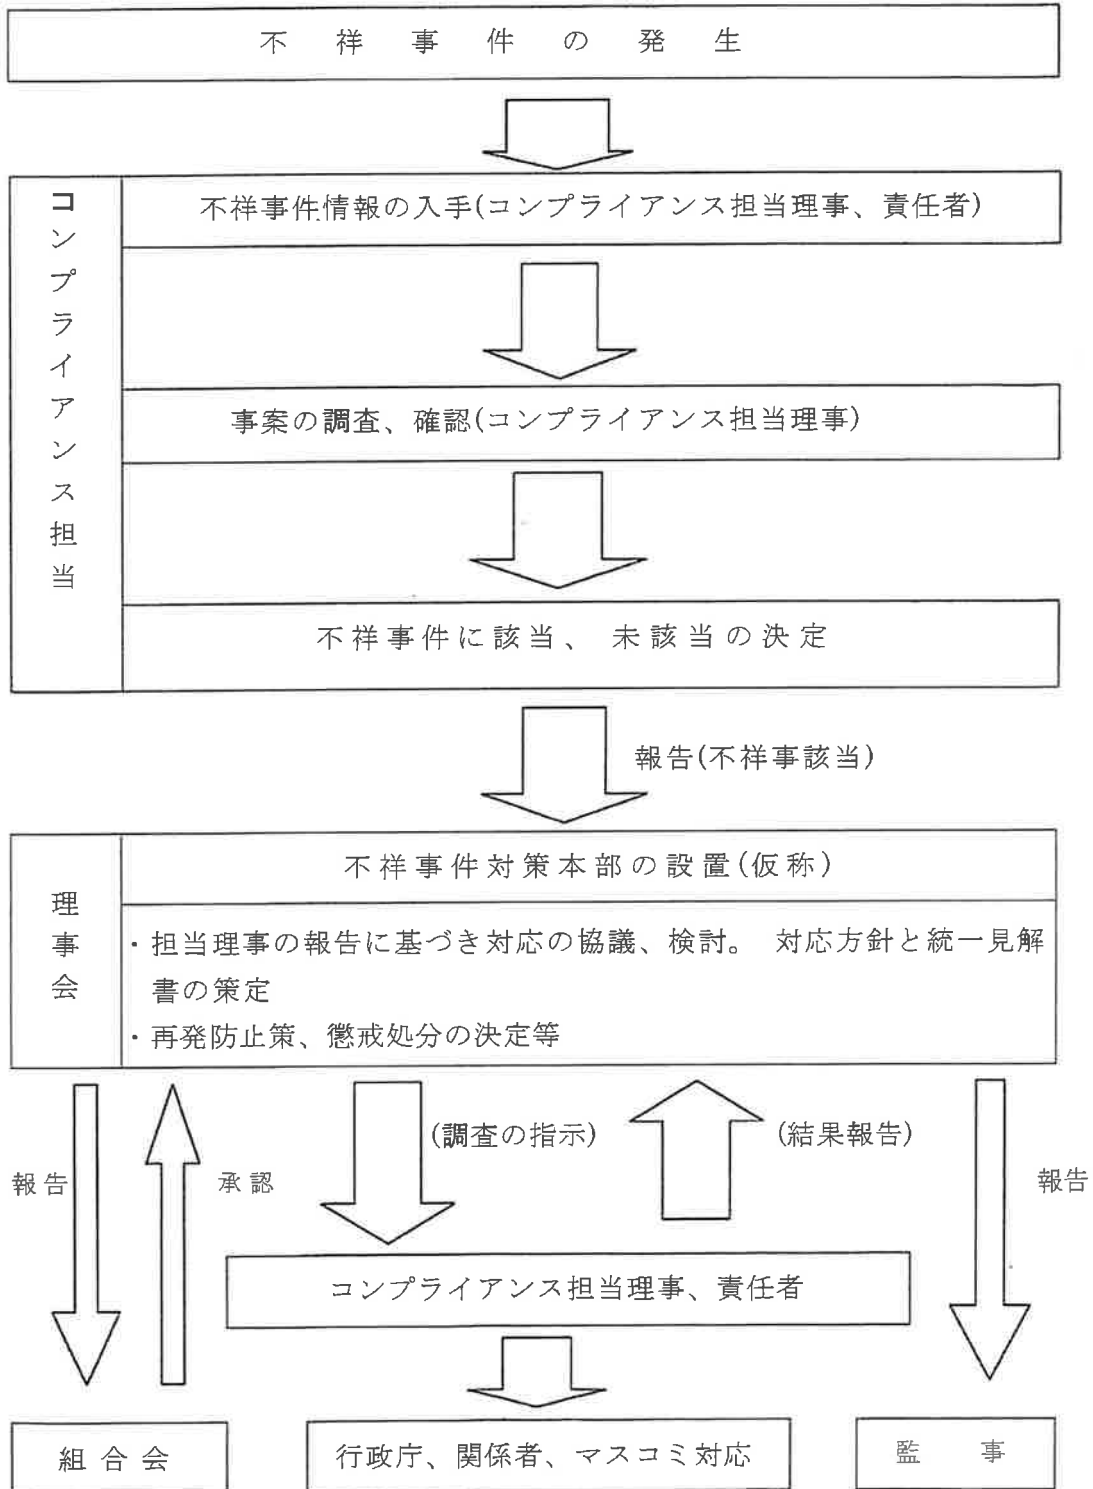 不祥事件の発生
コンプライアンス担当
不祥事件情報の入手(コンプライアンス担当理事、責任者)
事案の調査、確認(コンプライアンス担当理事)
不祥事件に該当、 未該当の決定
報告(不祥事該当)
理事会
不祥事件対策本部の設置(仮称)
・担当理事の報告に基づき対応の協議、検討。 対応方針と統一見解
書の策定
・再発防止策、懲戒処分の決定等
報告
承認
(調査の指示)
(結果報告)
報告
コンプライアンス担当理事、責任者
組合会
行政庁、関係者、マスコミ対応
監 事